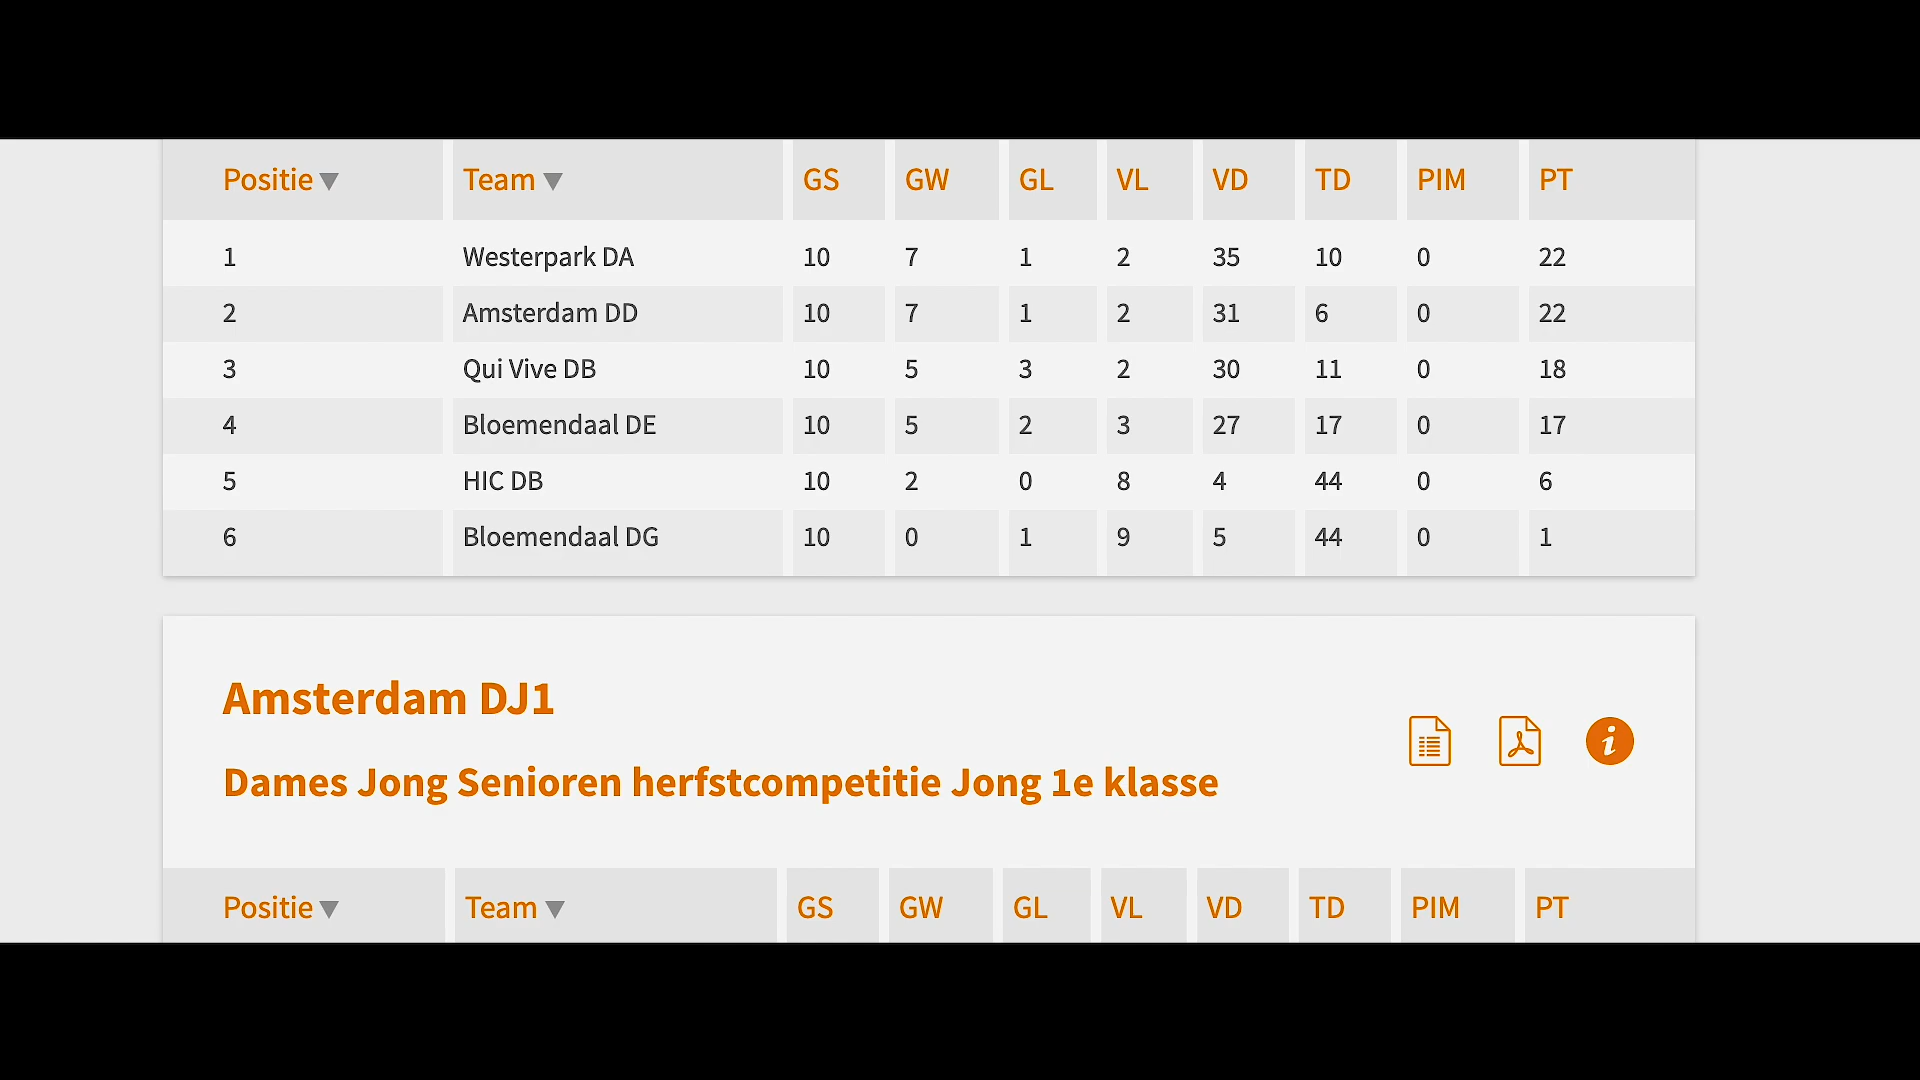 Positie ▼ Team ▼ GS GW GL VL VD TD PIM PT
1 Westerpark DA 10 7 1 2 35 10 0 22
2 Amsterdam DD 10 7 1 2 31 6 0 22
3 Qui Vive DB 10 5 3 2 30 11 0 18
4 Bloemendaal DE 10 5 2 3 27 17 0 17
5 HIC DB 10 2 0 8 4 44 0 6
6 Bloemendaal DG 10 0 1 9 5 44 0 1
Amsterdam DJ1
Dames Jong Senioren herfstcompetitie Jong 1e klasse
Positie ▼ Team ▼ GS GW GL VL VD TD PIM PT